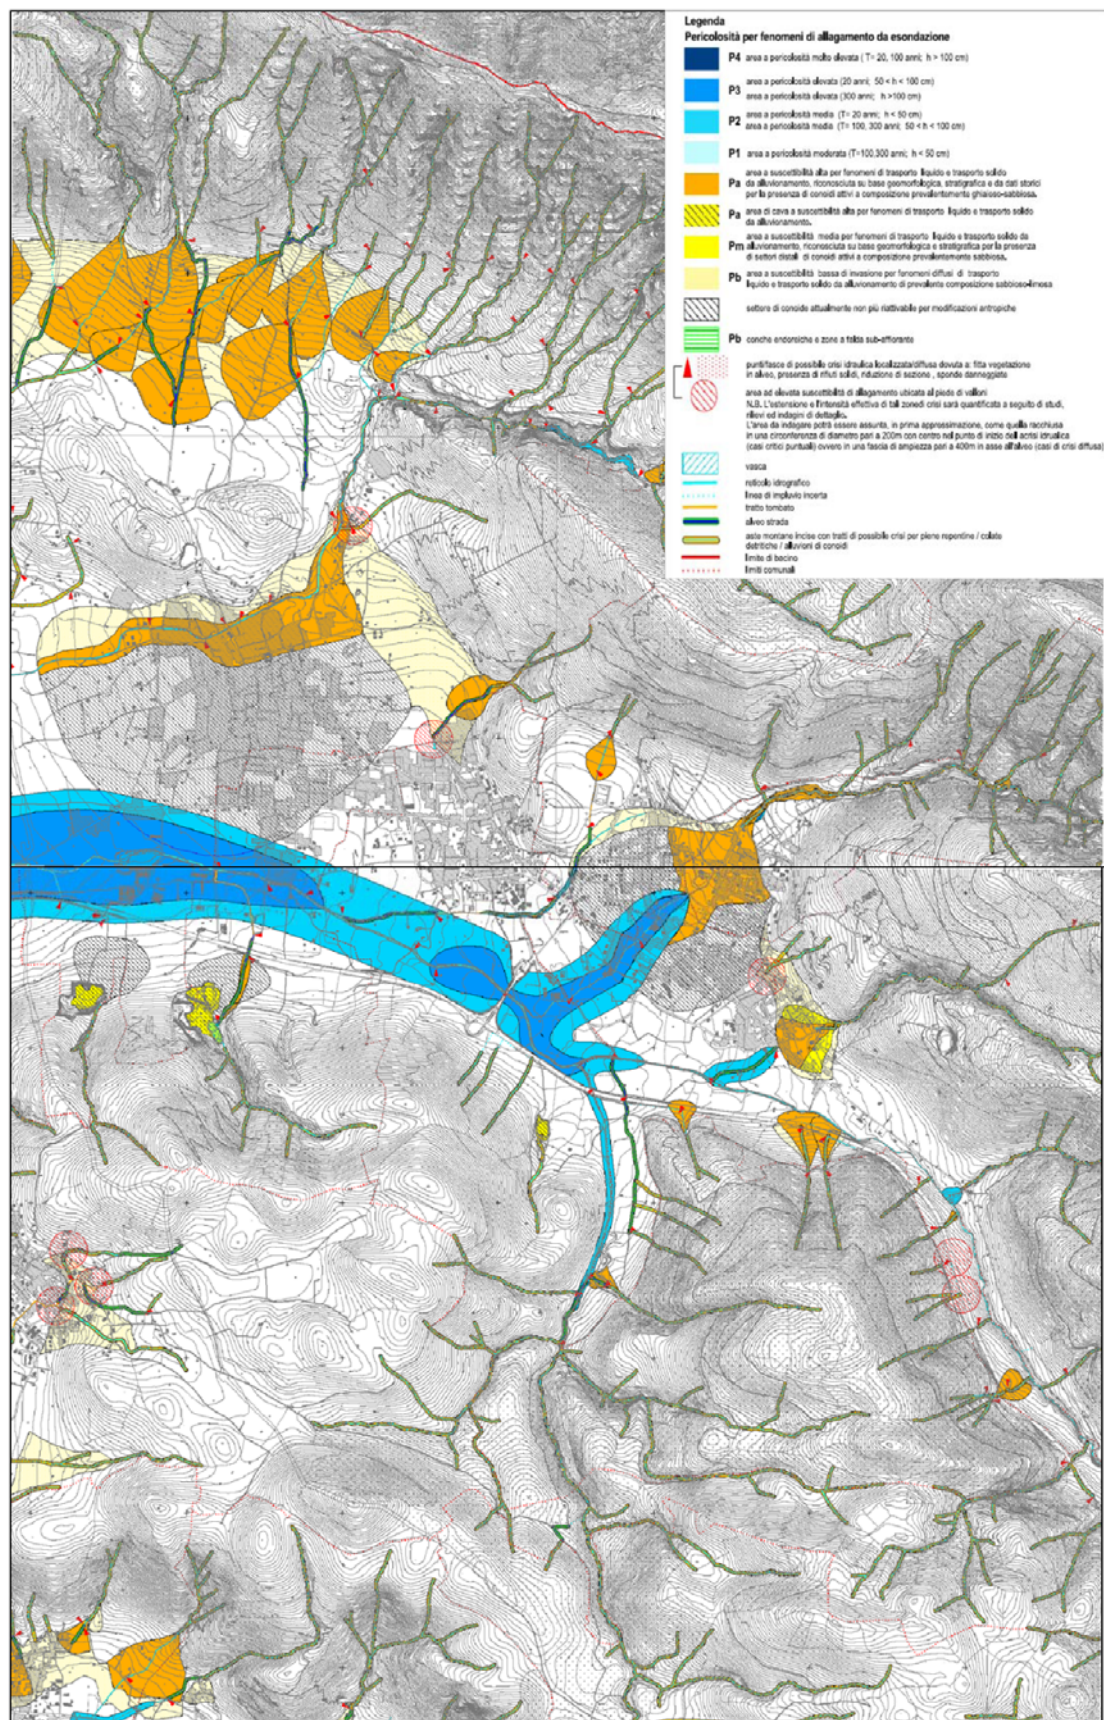 Legenda
Pericolosità per fenomeni di allagamento da esondazione
P4 area a pericolosità molto elevata ( T= 20, 100 anni; h > 100 cm)
area a pericolosità elevata (20 anni; 50 < h < 100 cm)
P3
area a pericolosità elevata (300 anni; h >100 cm)
P2 area a pericolosità media (T= 20 anni; h < 50 cm)
area a pericolosità media (T= 100, 300 anni; 50 < h < 100 cm)
P1 area a pericolosità moderata (T=100,300 anni; h < 50 cm)
area a suscettibilità alta per fenomeni di trasporto liquido e trasporto solido
Pa da alluvionamento, riconosciuta su base geomorfologica, stratigrafica e da dati storici
per la presenza di conoidi attivi a composizione prevalentemente ghiaioso-sabbiosa.
Pa area di cava a suscettibilità alta per fenomeni di trasporto liquido e trasporto solido
da alluvionamento.
area a suscettibilità media per fenomeni di trasporto liquido e trasporto solido da
Pm alluvionamento, riconosciuta su base geomorfologica e stratigrafica per la presenza
di settori distali di conoidi attivi a composizione prevalentemente sabbiosa.
Pb area a suscettibilità bassa di invasione per fenomeni diffusi di trasporto
liquido e trasporto solido da alluvionamento di prevalente composizione sabbioso-limosa
settore di conoide attualmente non più riattivabile per modificazioni antropiche
Pb conche endoreiche e zone a falda sub-affiorante
punti/fasce di possibile crisi idraulica localizzata/diffusa dovuta a: fitta vegetazione
in alveo, presenza di rifiuti solidi, riduzione di sezione , sponde danneggiate
area ad elevata suscettibilità di allagamento ubicata al piede di valloni
N.B. L'estensione e l'intensità effettiva di tali zonedi crisi sarà quantificata a seguito di studi,
rilievi ed indagini di dettaglio.
L'area da indagare potrà essere assunta, in prima approssimazione, come quella racchiusa
in una circonferenza di diametro pari a 200m con centro nel punto di inizio dell acrisi idrualica
(casi critici puntuali) ovvero in una fascia di ampiezza pari a 400m in asse all'alveo (casi di crisi diffusa)
vasca
reticolo idrografico
linea di impluvio incerta
tratto tombato
alveo strada
aste montane incise con tratti di possibile crisi per piene repentine / colate
detritiche / alluvioni di conoidi
limite di bacino
limiti comunali